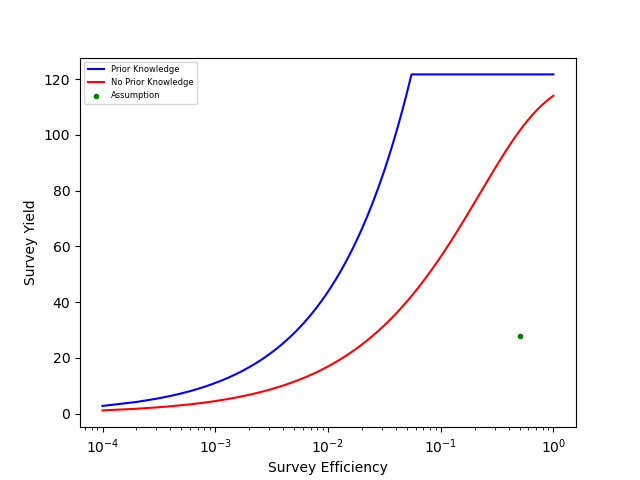 Prior Knowledge
No Prior Knowledge
Assumption
120
100
80
60
40
20
0
Survey Yield
10⁻⁴ 10⁻³ 10⁻² 10⁻¹ 10⁰
Survey Efficiency